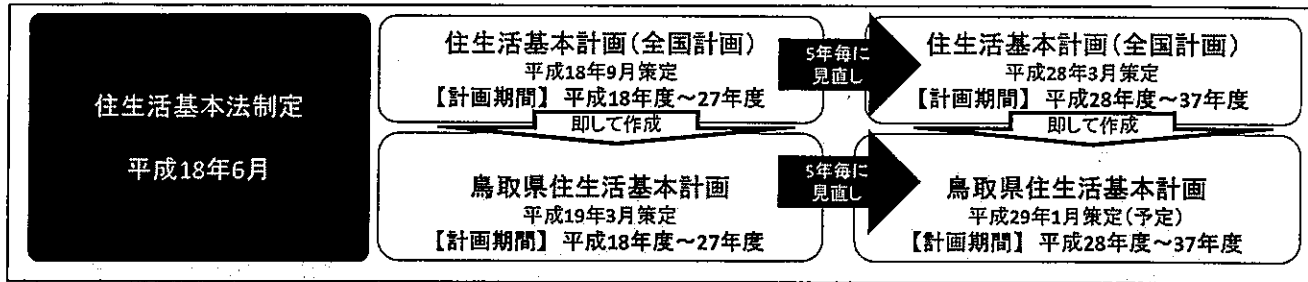 住生活基本法制定
平成18年6月
住生活基本計画(全国計画)
平成18年9月策定
【計画期間】 平成18年度~27年度
5年毎に
見直し
住生活基本計画(全国計画)
平成28年3月策定
【計画期間】 平成28年度~37年度
即して作成
即して作成
鳥取県住生活基本計画
平成19年3月策定
【計画期間】 平成18年度~27年度
5年毎に
見直し
鳥取県住生活基本計画
平成29年1月策定(予定)
【計画期間】 平成28年度~37年度